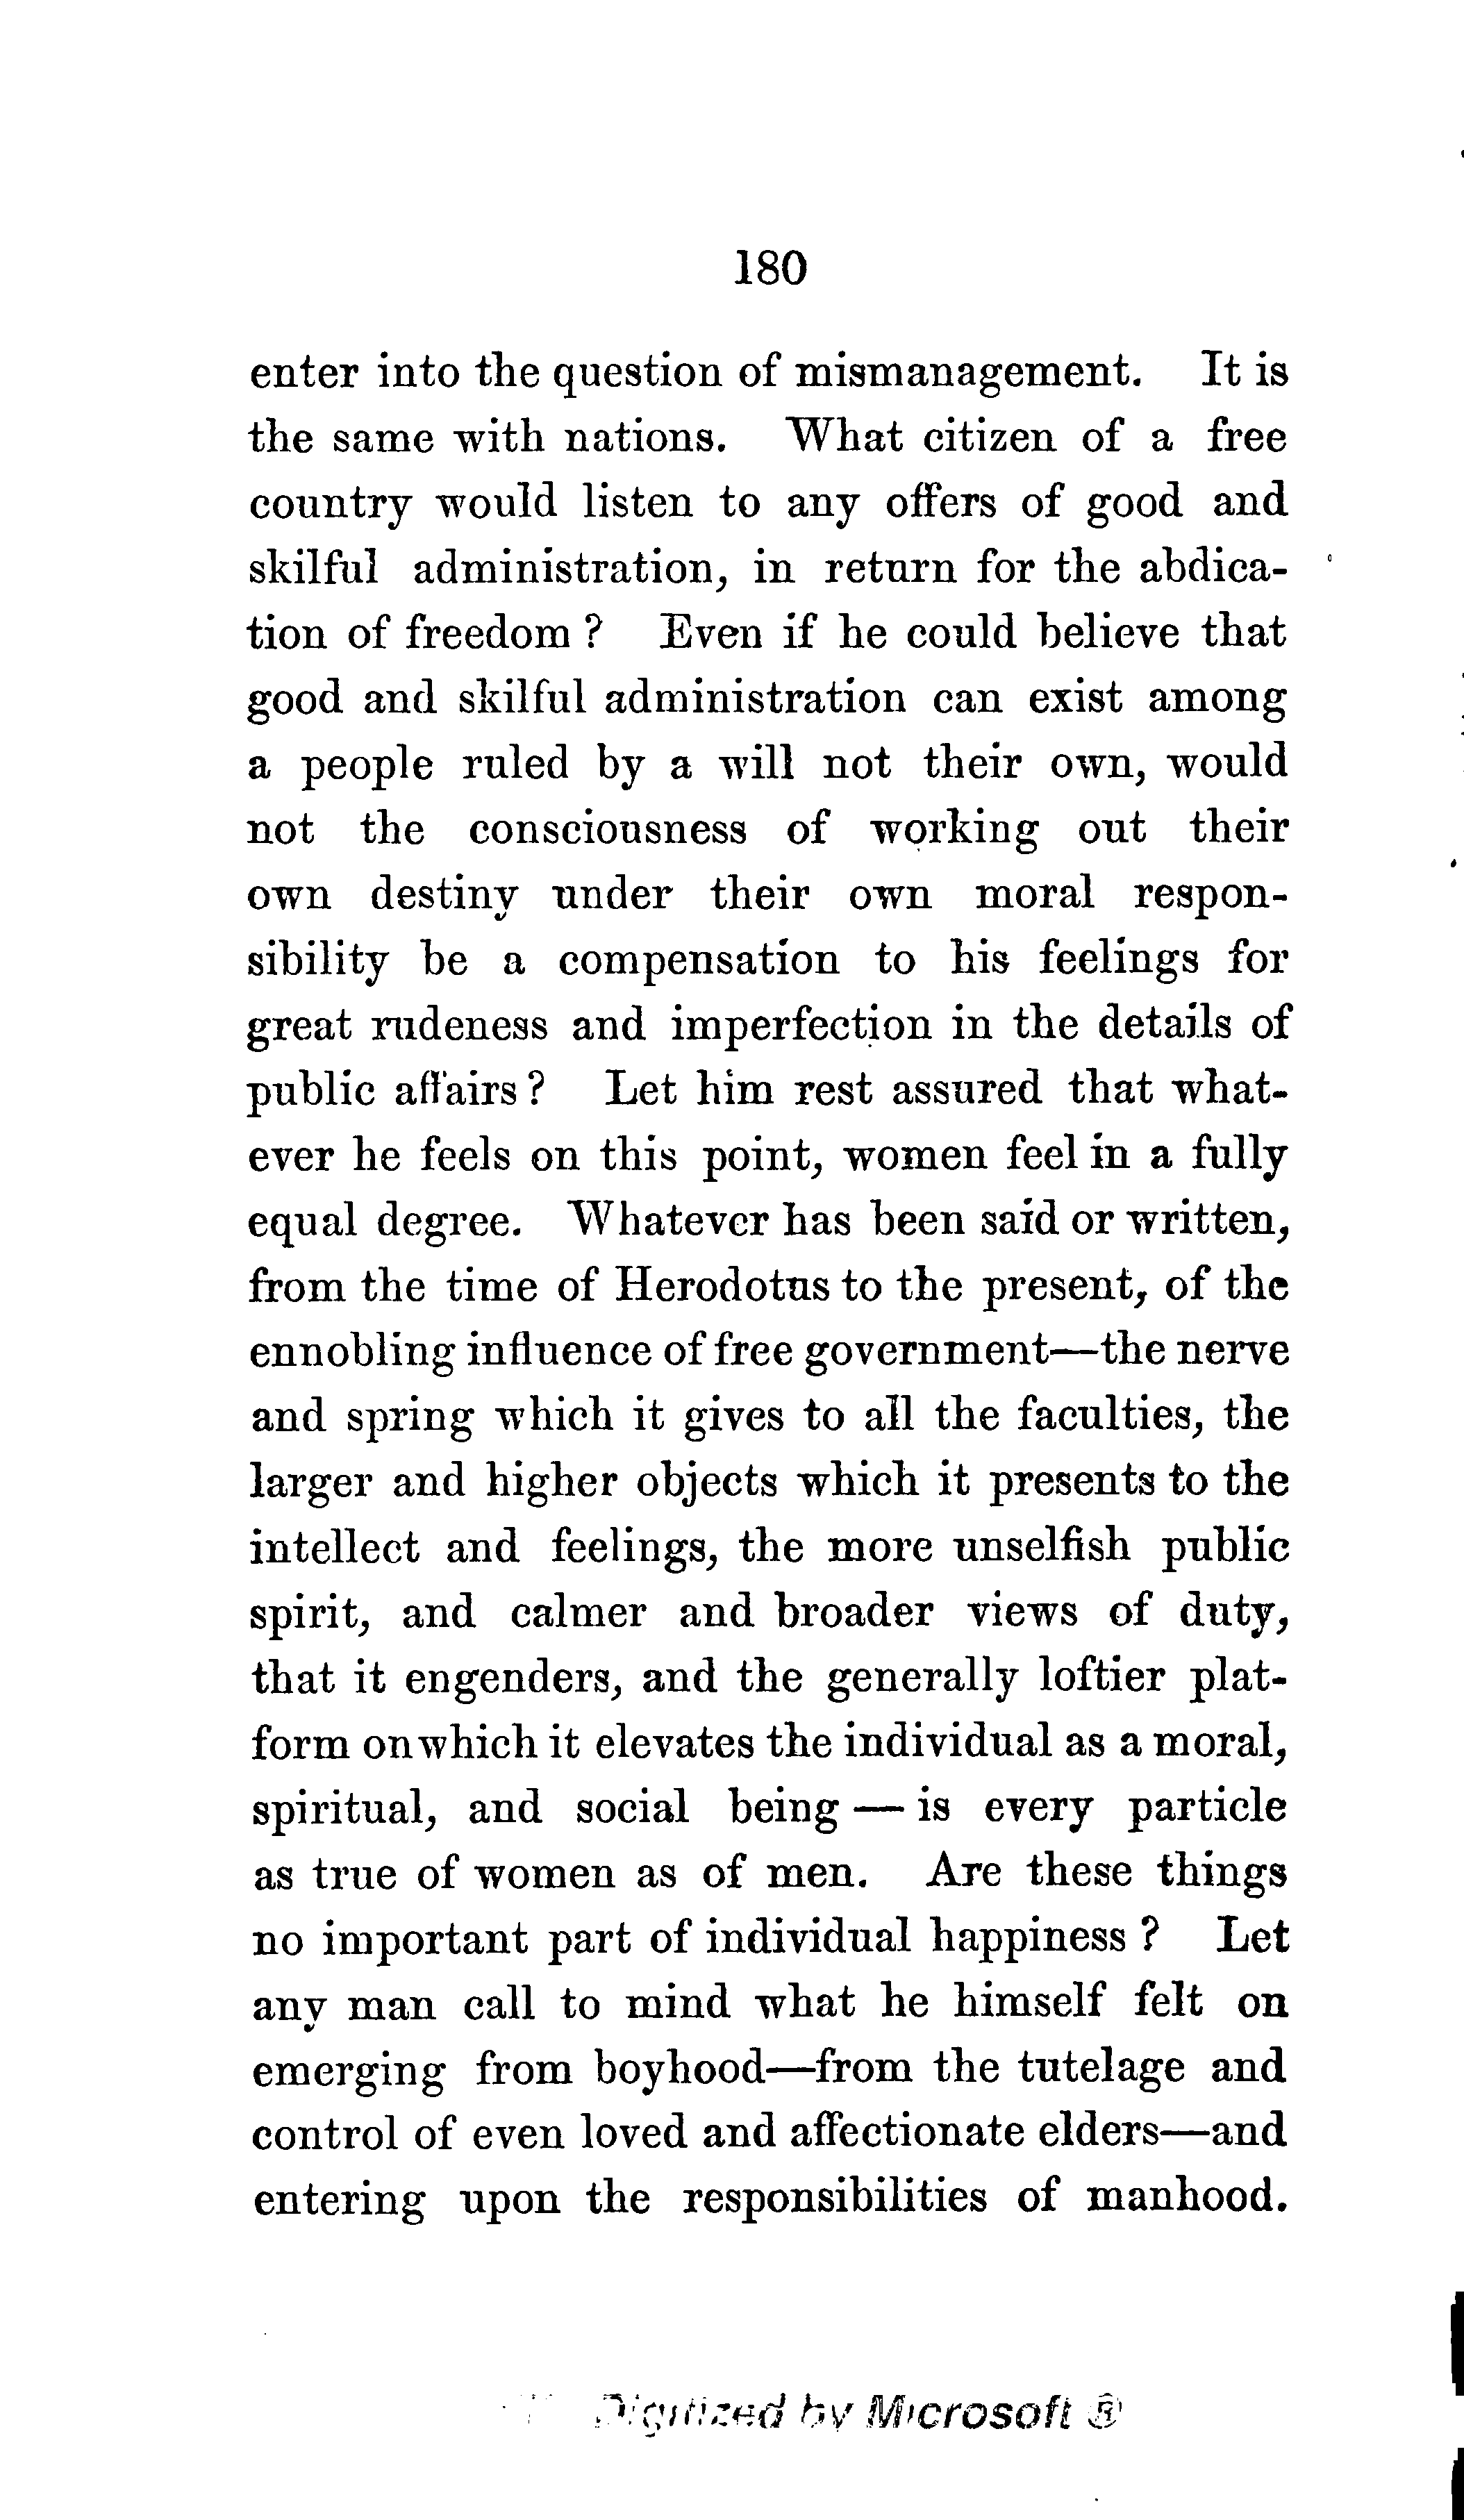 180
enter into the question of mismanagement. It is
the same with nations. What citizen of a free
country would listen to any offers of good and
skilful administration, in return for the abdica-
tion of freedom ? Even if he could believe that
good and skilful administration can exist among
a people ruled by a will not their own, would
not the consciousness of working out their
own destiny under their own moral respon-
sibility be a compensation to his feelings for
great rudeness and imperfection in the details of
public affairs ? Let him rest assured that what-
ever he feels on this point, women feel in a fully
equal degree. Whatever has been said or written,
from the time of Herodotus to the present, of the
ennobling influence of free government—the nerve
and spring which it gives to all the faculties, the
larger and higher objects which it presents to the
intellect and feelings, the more unselfish public
spirit, and calmer and broader views of duty,
that it engenders, and the generally loftier plat-
form on which it elevates the individual as a moral,
spiritual, and social being — is every particle
as true of women as of men. Are these things
no important part of individual happiness ? Let
any man call to mind what he himself felt on
emerging from boyhood—from the tutelage and
control of even loved and affectionate elders—and
entering upon the responsibilities of manhood.
Digitized by Microsoft ®